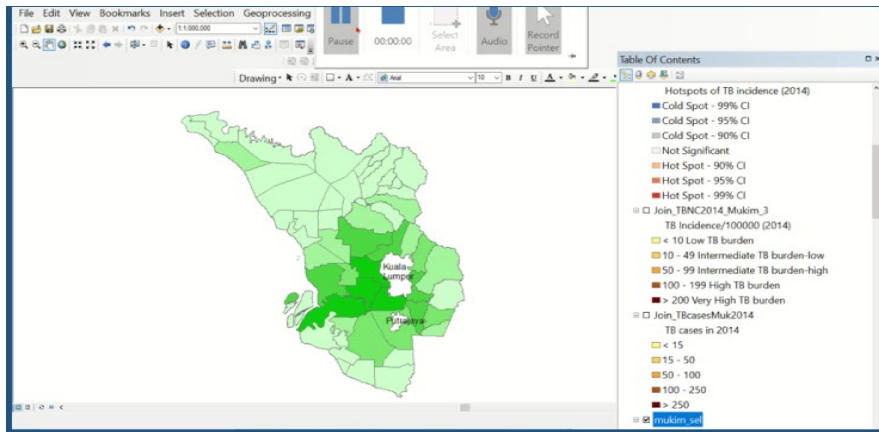 File Edit View Bookmarks Insert Selection Geoprocessing
1:1,000,000
Pause
00:00:00
Select Area
Audio
Record Pointer
Drawing
A
Arial
10
B I U A
Table Of Contents
Hotspots of TB incidence (2014)
Cold Spot - 99% CI
Cold Spot - 95% CI
Cold Spot - 90% CI
Not Significant
Hot Spot - 90% CI
Hot Spot - 95% CI
Hot Spot - 99% CI
Join_TBNC2014_Mukim_3
TB Incidence/100000 (2014)
< 10 Low TB burden
10 - 49 Intermediate TB burden-low
50 - 99 Intermediate TB burden-high
100 - 199 High TB burden
> 200 Very High TB burden
Join_TBcasesMuk2014
TB cases in 2014
< 15
15 - 50
50 - 100
100 - 250
> 250
mukim_sel
Kuala
Lumpur
Putrajaya